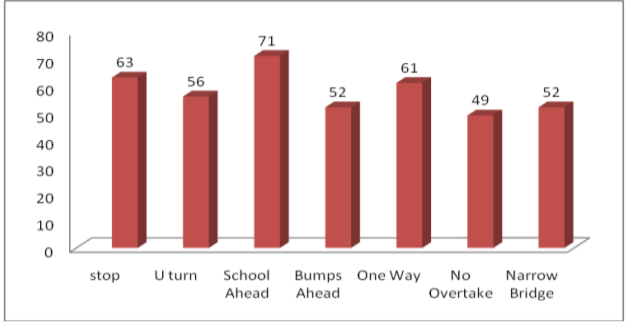 80
70
60
50
40
30
20
10
0
63
56
71
52
61
49
52
stop
U turn
School
Ahead
Bumps
Ahead
One Way
No
Overtake
Narrow
Bridge